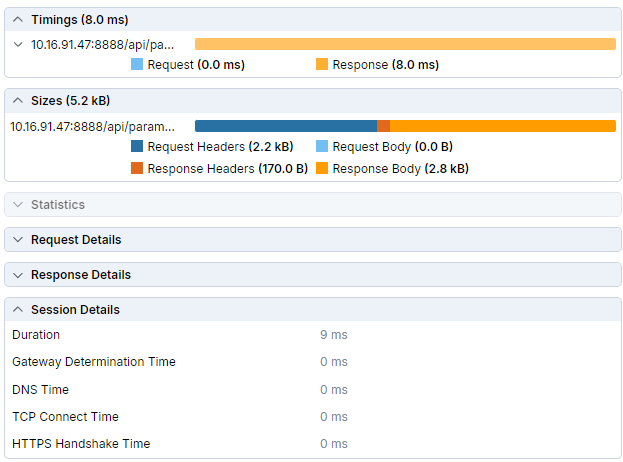 Timings (8.0 ms)
10.16.91.47:8888/api/pa...
Request (0.0 ms) Response (8.0 ms)
Sizes (5.2 kB)
10.16.91.47:8888/api/param...
Request Headers (2.2 kB) Request Body (0.0 B)
Response Headers (170.0 B) Response Body (2.8 kB)
Statistics
Request Details
Response Details
Session Details
Duration 9 ms
Gateway Determination Time 0 ms
DNS Time 0 ms
TCP Connect Time 0 ms
HTTPS Handshake Time 0 ms